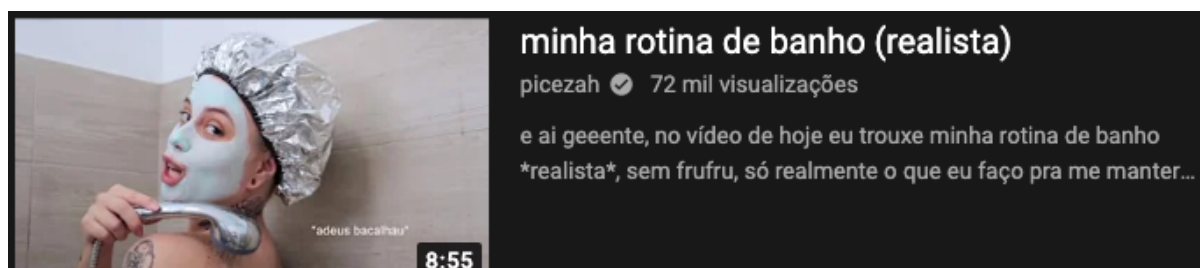 minha rotina de banho (realista)
picezah 72 mil visualizações
e ai geeente, no vídeo de hoje eu trouxe minha rotina de banho
*realista*, sem frufru, só realmente o que eu faço pra me manter...
"adeus bacalhau"
8:55